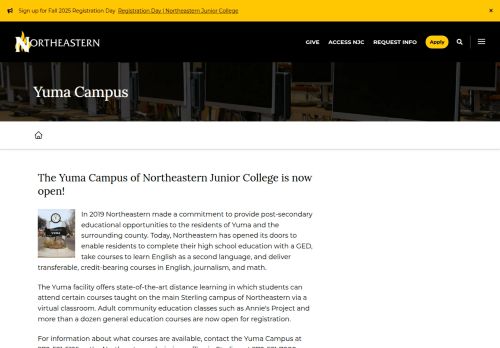 Sign up for Fall 2025 Registration Day Registration Day | Northeastern Junior College ×
NORTHEASTERN GIVE ACCESS NJC REQUEST INFO Apply
Yuma Campus
The Yuma Campus of Northeastern Junior College is now
open!
In 2019 Northeastern made a commitment to provide post-secondary
educational opportunities to the residents of Yuma and the
surrounding county. Today, Northeastern has opened its doors to
enable residents to complete their high school education with a GED,
take courses to learn English as a second language, and deliver
transferable, credit-bearing courses in English, journalism, and math.
The Yuma facility offers state-of-the-art distance learning in which students can
attend certain courses taught on the main Sterling campus of Northeastern via a
virtual classroom. Adult community education classes such as Annie's Project and
more than a dozen general education courses are now open for registration.
For information about what courses are available, contact the Yuma Campus at